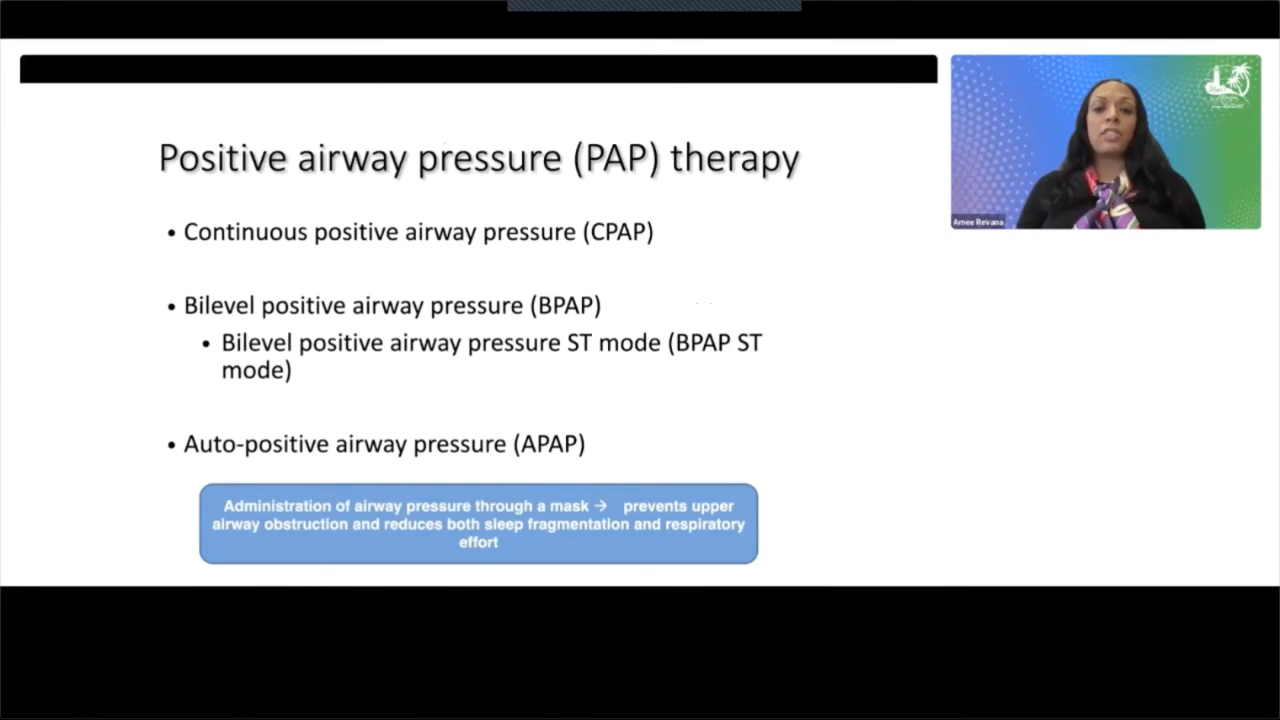 Positive airway pressure (PAP) therapy
• Continuous positive airway pressure (CPAP)
• Bilevel positive airway pressure (BPAP)
• Bilevel positive airway pressure ST mode (BPAP ST
mode)
• Auto-positive airway pressure (APAP)
Administration of airway pressure through a mask → prevents upper
airway obstruction and reduces both sleep fragmentation and respiratory
effort
Amee Revana